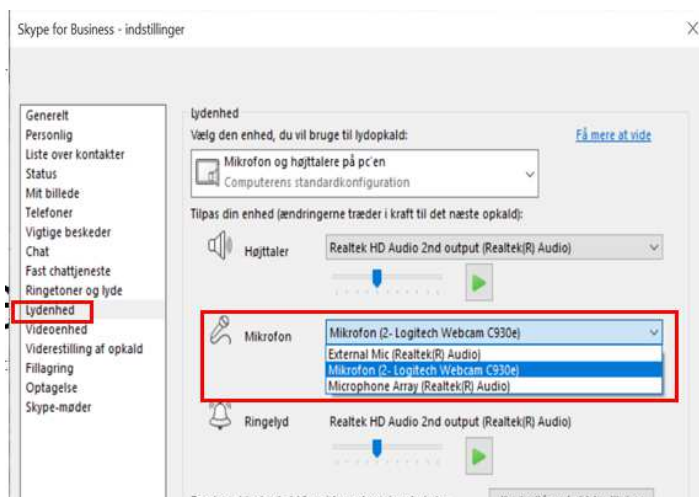 Skype for Business - indstillinger
Generelt
Personlig
Liste over kontakter
Status
Mit billede
Telefoner
Vigtige beskeder
Chat
Fast chattjeneste
Ringetoner og lyde
Lydenhed
Videoenhed
Viderestilling af opkald
Fillagring
Optagelse
Skype-møder
Lydenhed
Vælg den enhed, du vil bruge til lydopkald:
Få mere at vide
Mikrofon og højttalere på pc'en
Computerens standardkonfiguration
Tilpas din enhed (ændringerne træder i kraft til det næste opkald):
Højttaler
Realtek HD Audio 2nd output (Realtek(R) Audio)
Mikrofon
Mikrofon (2- Logitech Webcam C930e)
External Mic (Realtek(R) Audio)
Mikrofon (2- Logitech Webcam C930e)
Microphone Array (Realtek(R) Audio)
Ringelyd
Realtek HD Audio 2nd output (Realtek(R) Audio)